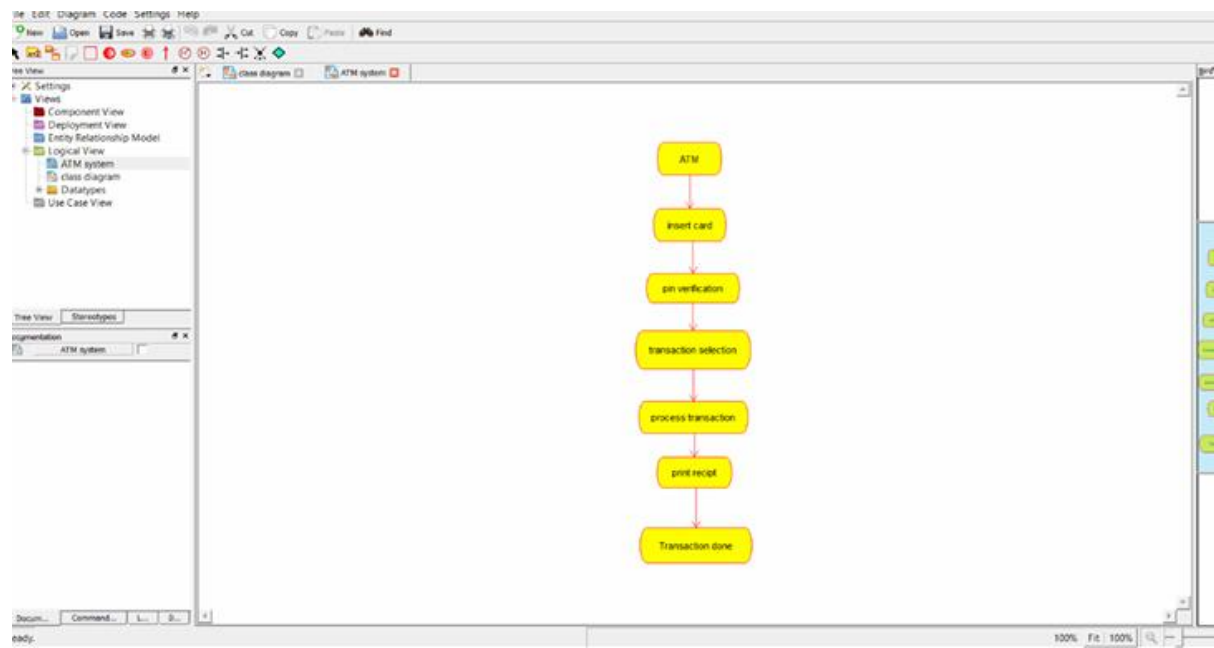 Edit Diagram Code Settings Help
New Open Save Cut Copy Paste Find
Tree View
class diagram
ATM system
Settings
Views
Component View
Deployment View
Entity Relationship Model
Logical View
ATM system
class diagram
Datatypes
Use Case View
Tree View Stereotypes
ATM system
Docum... Command... L... D...
ATM
insert card
pin verification
transaction selection
process transaction
print recipt
Transaction done
eady.
100% Fit 100%